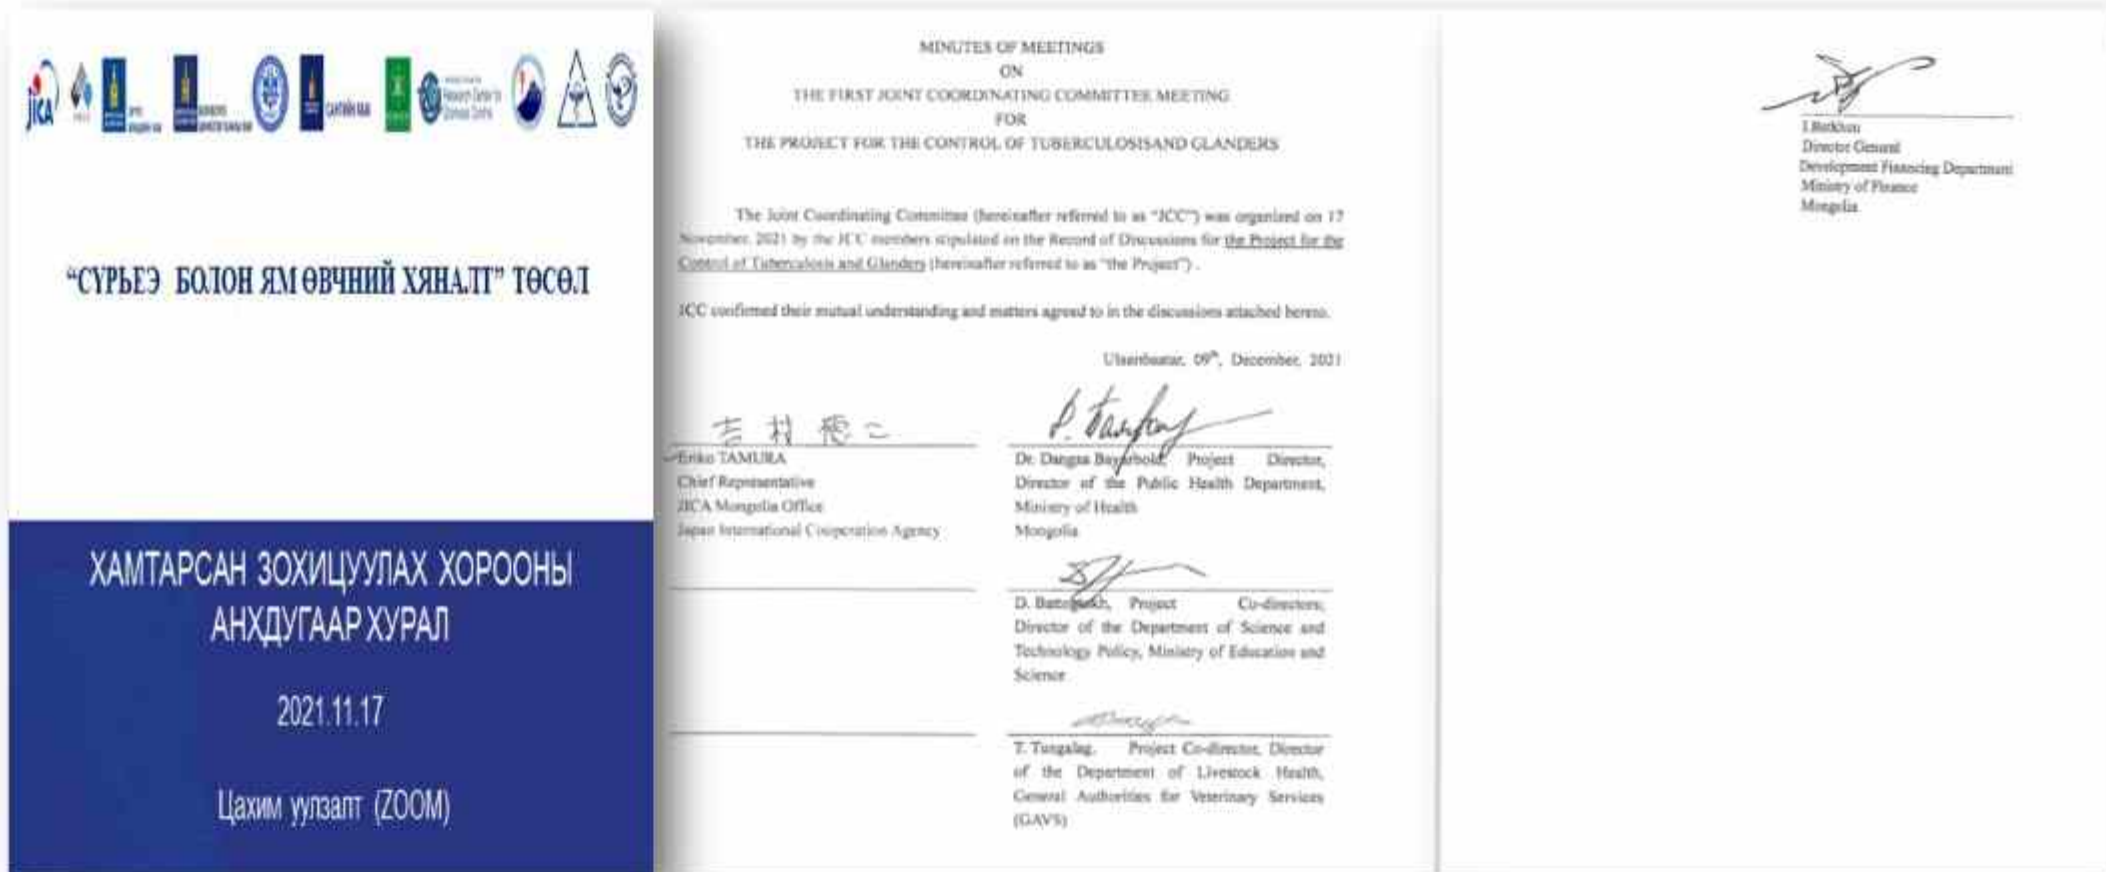 JICA
Research Center for
“СҮРЬЕЭ БОЛОН ЯМ ӨВЧНИЙ ХЯНАЛТ” ТӨСӨЛ
ХАМТАРСАН ЗОХИЦУУЛАХ ХОРООНЫ
АНХДУГААР ХУРАЛ
2021.11.17
Цахим уулзалт (ZOOM)
MINUTES OF MEETINGS
ON
THE FIRST JOINT COORDINATING COMMITTEE MEETING
FOR
THE PROJECT FOR THE CONTROL OF TUBERCULOSISAND GLANDERS
The Joint Coordinating Committee (hereinafter referred to as "JCC") was organized on 17
November, 2021 by the JCC members stipulated on the Record of Discussions for the Project for the
Control of Tuberculosis and Glanders (hereinafter referred to as "the Project") .
JCC confirmed their mutual understanding and matters agreed to in the discussions attached hereto.
Ulaanbaatar, 09th, December, 2021
Eriko TAMURA
Chief Representative
JICA Mongolia Office
Japan International Cooperation Agency
Dr. Dangaa Bayarbold, Project Director,
Director of the Public Health Department,
Ministry of Health
Mongolia
D. Project Co-directors;
Director of the Department of Science and
Technology Policy, Ministry of Education and
Science
T. Tungalag, Project Co-director, Director
of the Department of Livestock Health,
General Authorities for Veterinary Services
(GAVS)
Director General
Development Financing Department
Ministry of Finance
Mongolia